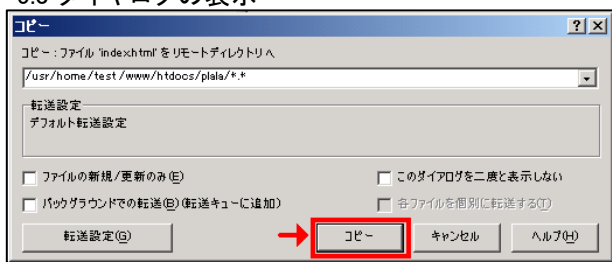 コピー
コピー : ファイル 'index.html' をリモートディレクトリへ
/usr/home/test/www/htdocs/plala/*.*
転送設定
デフォルト転送設定
ファイルの新規/更新のみ(E)
このダイアログを二度と表示しない
バックグラウンドでの転送(B) (転送キューに追加)
各ファイルを個別に転送する(T)
転送設定(G)
コピー
キャンセル
ヘルプ(H)